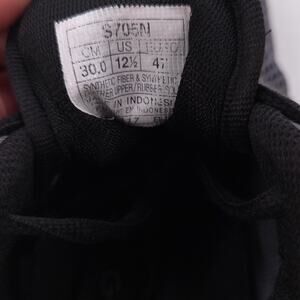 S705N
CM US EURO
30.0 12½ 47
SYNTHETIC FIBER & SYNTHETIC
UPPER/RUBBER
IN INDONESIA